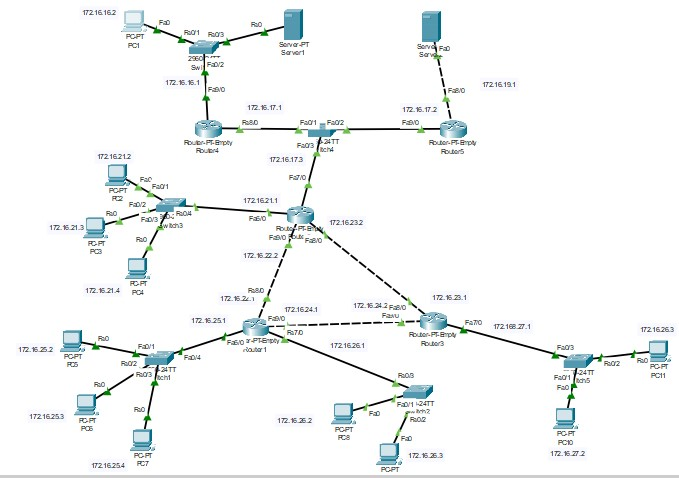 172.16.16.2
Fa0
PC-PT
PC1
Fa0/1
Fa0/3
Fa0
Server-PT
Server1
Fa0/2
172.16.16.1
Fa9/0
Fa0
Fa8/0
172.16.19.1
172.16.17.1
Fa8/0
Fa0/1
Fa0/2
172.16.17.2
Fa9/0
Router-PT-Empty
Router4
Fa0/3
Router-PT-Empty
Router5
172.16.17.3
172.16.21.2
Fa7/0
PC-PT
PC2
Fa0/1
Fa0/2
Fa0/3
Fa0/4
172.16.21.1
Fa6/0
172.16.23.2
Fa0
172.16.21.3
PC-PT
PC3
Fa0
Fa9/0
Fa8/0
172.16.22.2
PC-PT
PC4
172.16.21.4
Fa8/0
172.16.24.1
172.16.24.2
Fa8/0
172.16.23.1
172.16.25.1
Fa9/0
Fa7/0
Fa6/0
Router1
Router-PT-Empty
Router3
Fa7/0
172.168.27.1
172.16.26.1
172.16.25.2
Fa0
PC-PT
PC5
Fa0/1
Fa0/2
Fa0/3
Fa0/4
Fa0/3
Fa0/1
Fa0/2
Fa0
172.16.26.3
PC-PT
PC11
Fa0
PC-PT
PC6
172.16.25.3
Fa0
PC-PT
PC7
172.16.25.4
Fa0/3
Fa0/1
Fa0/2
Fa0
172.16.26.2
PC-PT
PC8
Fa0
PC-PT
172.16.26.3
Fa0
PC-PT
PC10
172.16.27.2